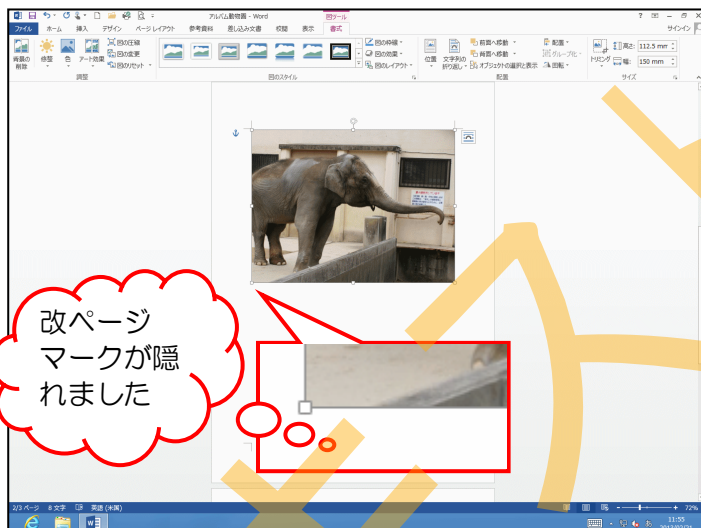 アルバム動物園 - Word
図ツール
サインイン
ファイル ホーム 挿入 デザイン ページ レイアウト 参考資料 差し込み文書 校閲 表示 書式
背景の削除
修整
色
アート効果
図の圧縮
図の変更
図のリセット
調整
図のスタイル
図の枠線
図の効果
図のレイアウト
位置
文字列の折り返し
前面へ移動
背面へ移動
オブジェクトの選択と表示
配置
グループ化
回転
配置
トリミング
高さ: 112.5 mm
幅: 150 mm
サイズ
改ページ
マークが隠
れました
2/3 ページ 8 文字 英語 (米国)
72%
あ
11:55